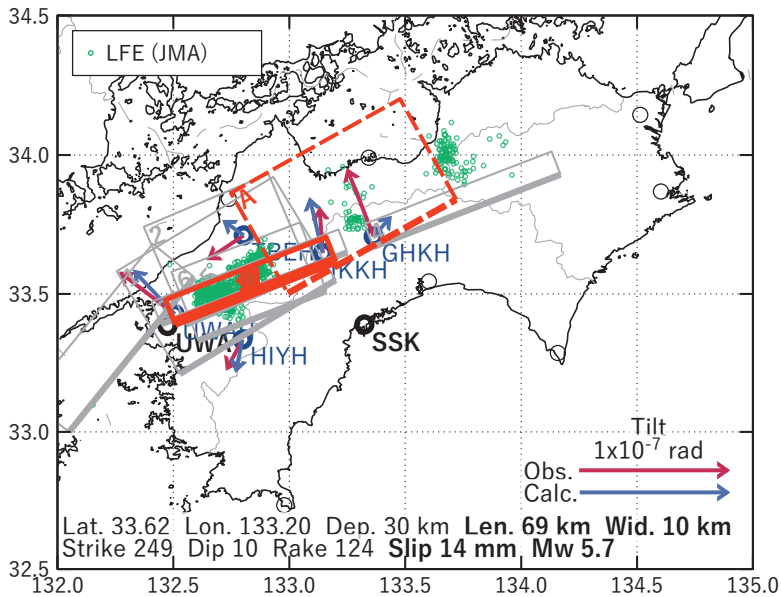 34.5
LFE (JMA)
34.0
A
2
GHKH
KKH
33.5
UWA
SSK
HIYH
33.0
Tilt
1x10⁻⁷ rad
Obs.
Calc.
Lat. 33.62 Lon. 133.20 Dep. 30 km Len. 69 km Wid. 10 km
Strike 249 Dip 10 Rake 124 Slip 14 mm Mw 5.7
32.5
132.0 132.5 133.0 133.5 134.0 134.5 135.0